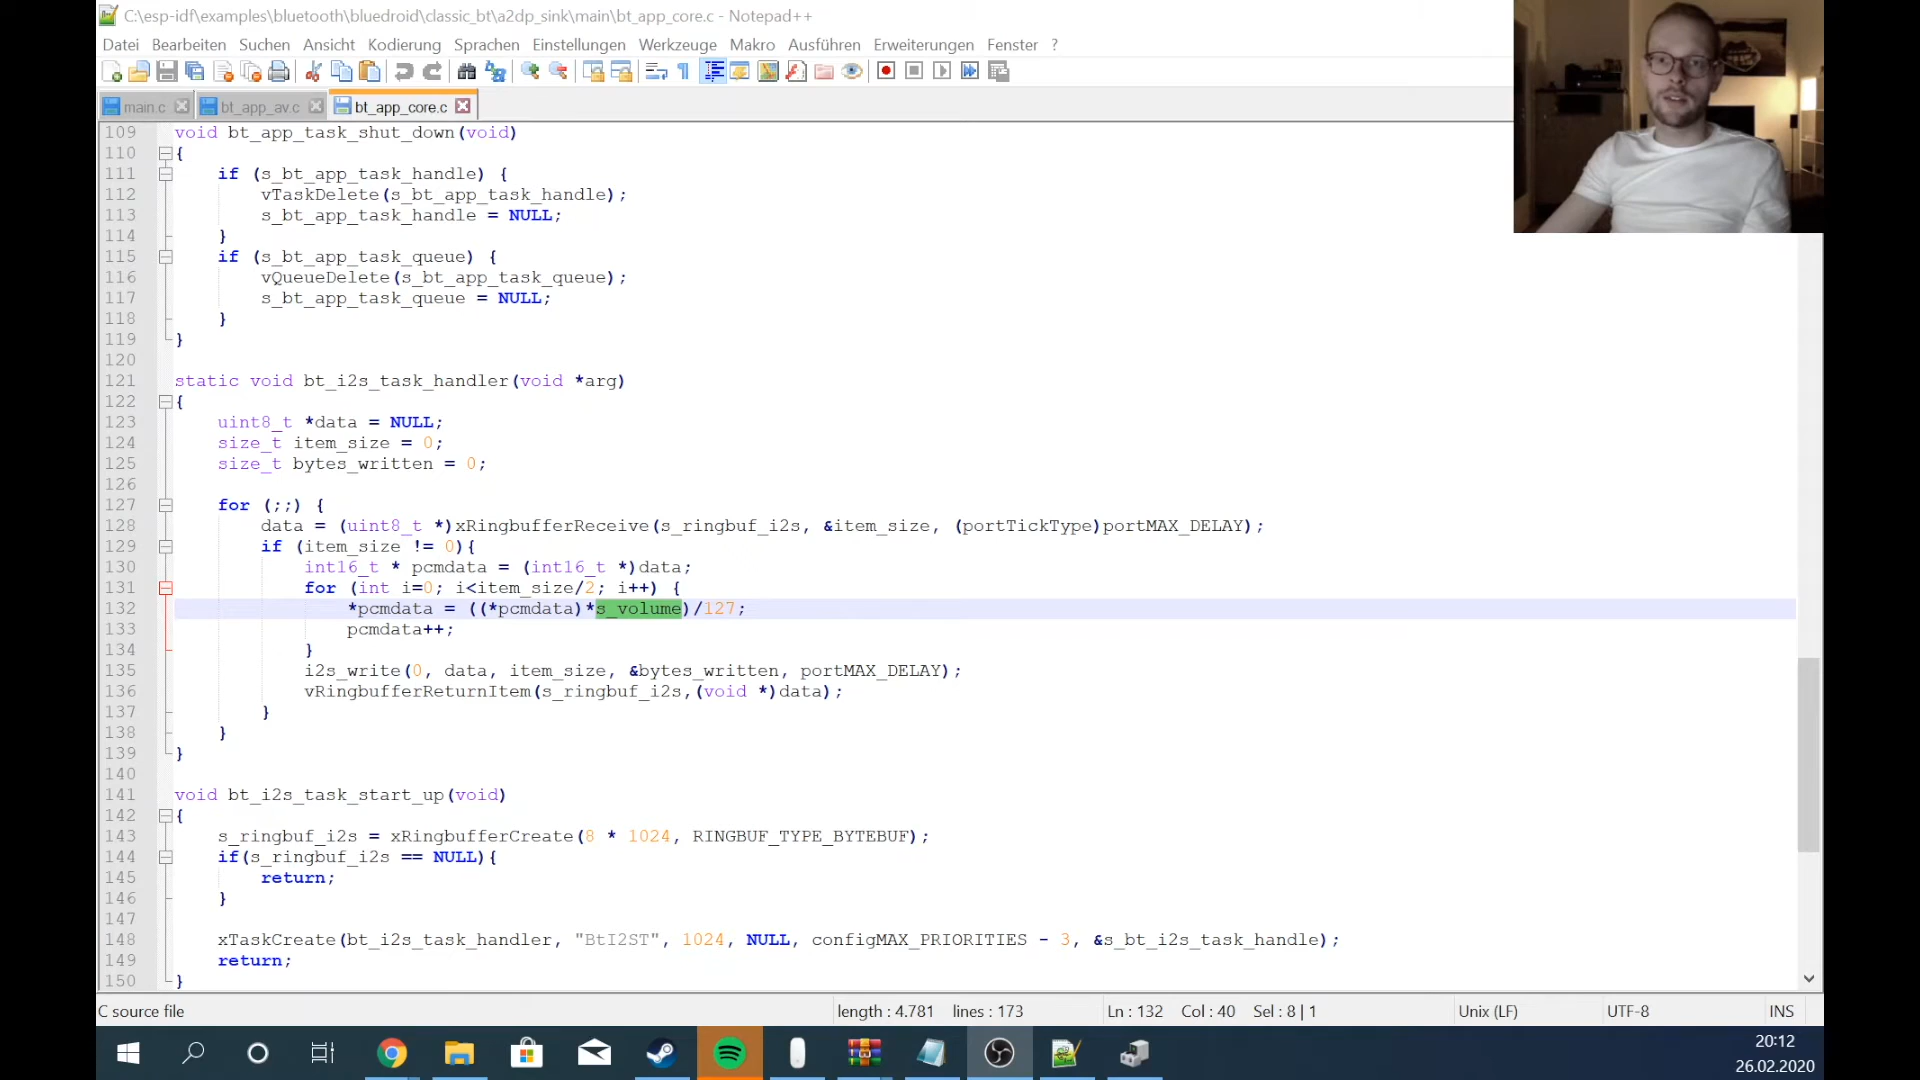 C:\esp-idf\examples\bluetooth\bluedroid\classic_bt\a2dp_sink\main\bt_app_core.c - Notepad++
Datei Bearbeiten Suchen Ansicht Kodierung Sprachen Einstellungen Werkzeuge Makro Ausführen Erweiterungen Fenster ?
main.c bt_app_av.c bt_app_core.c
109 void bt_app_task_shut_down(void)
110 {
111 if (s_bt_app_task_handle) {
112 vTaskDelete(s_bt_app_task_handle);
113 s_bt_app_task_handle = NULL;
114 }
115 if (s_bt_app_task_queue) {
116 vQueueDelete(s_bt_app_task_queue);
117 s_bt_app_task_queue = NULL;
118 }
119 }
120
121 static void bt_i2s_task_handler(void *arg)
122 {
123 uint8_t *data = NULL;
124 size_t item_size = 0;
125 size_t bytes_written = 0;
126
127 for (;;) {
128 data = (uint8_t *)xRingbufferReceive(s_ringbuf_i2s, &item_size, (portTickType)portMAX_DELAY);
129 if (item_size != 0){
130 int16_t * pcmdata = (int16_t *)data;
131 for (int i=0; i<item_size/2; i++) {
132 *pcmdata = ((*pcmdata)*s_volume)/127;
133 pcmdata++;
134 }
135 i2s_write(0, data, item_size, &bytes_written, portMAX_DELAY);
136 vRingbufferReturnItem(s_ringbuf_i2s,(void *)data);
137 }
138 }
139 }
140
141 void bt_i2s_task_start_up(void)
142 {
143 s_ringbuf_i2s = xRingbufferCreate(8 * 1024, RINGBUF_TYPE_BYTEBUF);
144 if(s_ringbuf_i2s == NULL){
145 return;
146 }
147
148 xTaskCreate(bt_i2s_task_handler, "BtI2ST", 1024, NULL, configMAX_PRIORITIES - 3, &s_bt_i2s_task_handle);
149 return;
150 }
C source file length : 4.781 lines : 173 Ln : 132 Col : 40 Sel : 8 | 1 Unix (LF) UTF-8 INS
20:12
26.02.2020